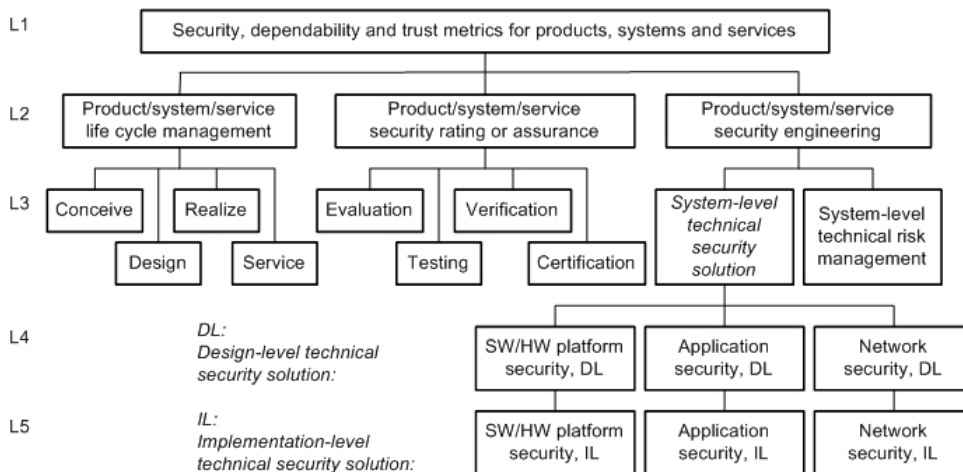 L1
Security, dependability and trust metrics for products, systems and services
L2
Product/system/service
life cycle management
Product/system/service
security rating or assurance
Product/system/service
security engineering
L3
Conceive
Realize
Design
Service
Evaluation
Verification
Testing
Certification
System-level
technical
security
solution
System-level
technical risk
management
L4
DL:
Design-level technical
security solution:
SW/HW platform
security, DL
Application
security, DL
Network
security, DL
L5
IL:
Implementation-level
technical security solution:
SW/HW platform
security, IL
Application
security, IL
Network
security, IL